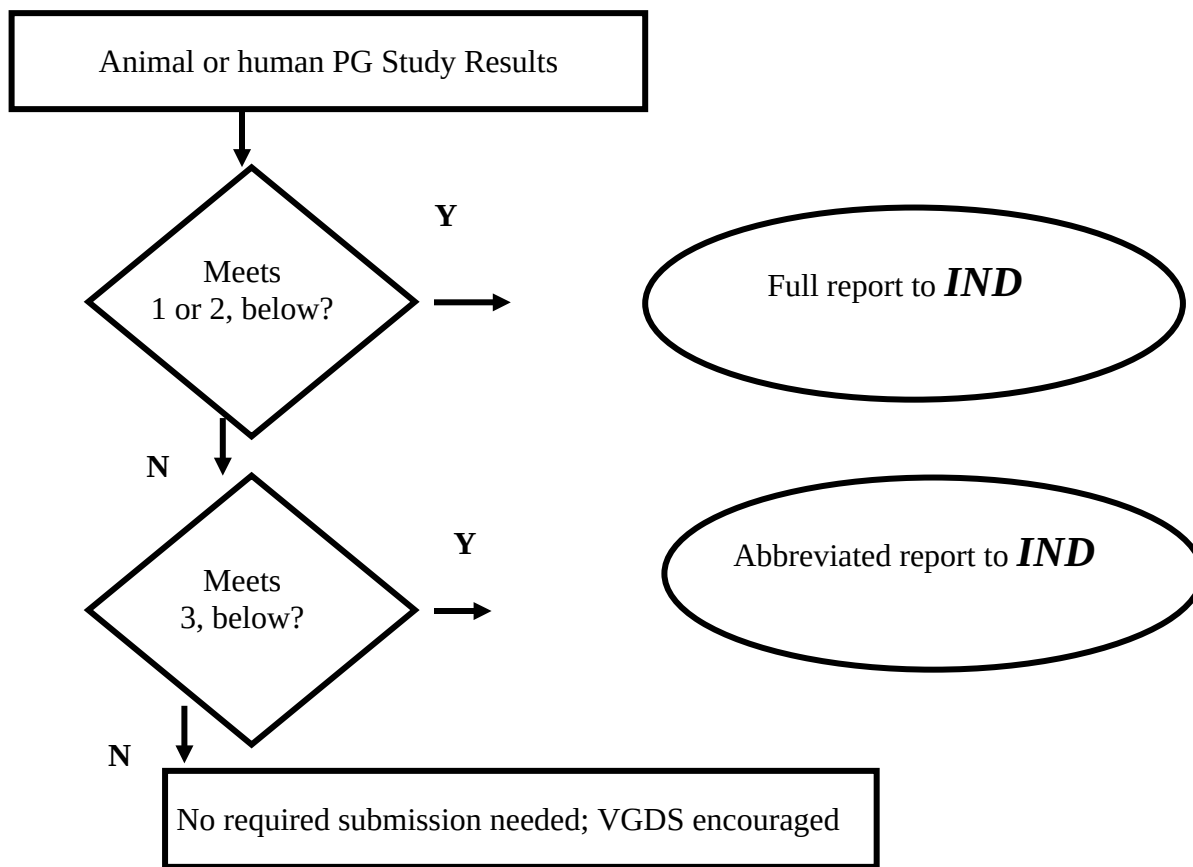 Animal or human PG Study Results
Y
Meets
1 or 2, below?
Full report to IND
N
Y
Meets
3, below?
Abbreviated report to IND
N
No required submission needed; VGDS encouraged